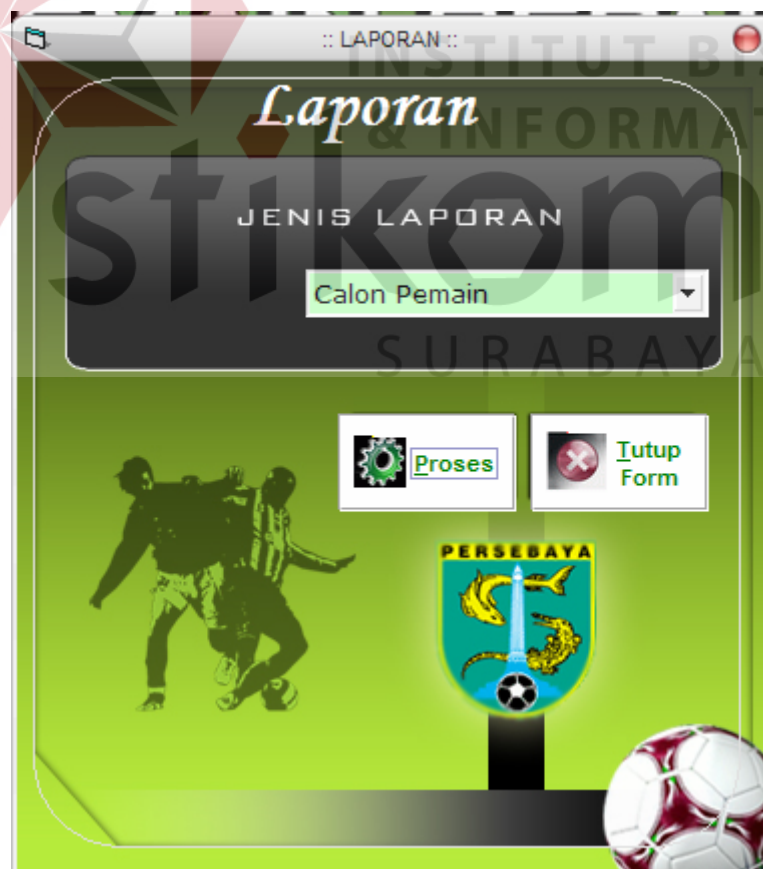 :: LAPORAN ::
INSTITUT BI
Laporan
& INFORMAT
stikom
JENIS LAPORAN
Calon Pemain
SURABAYA
Proses
Tutup
Form
PERSEBAYA